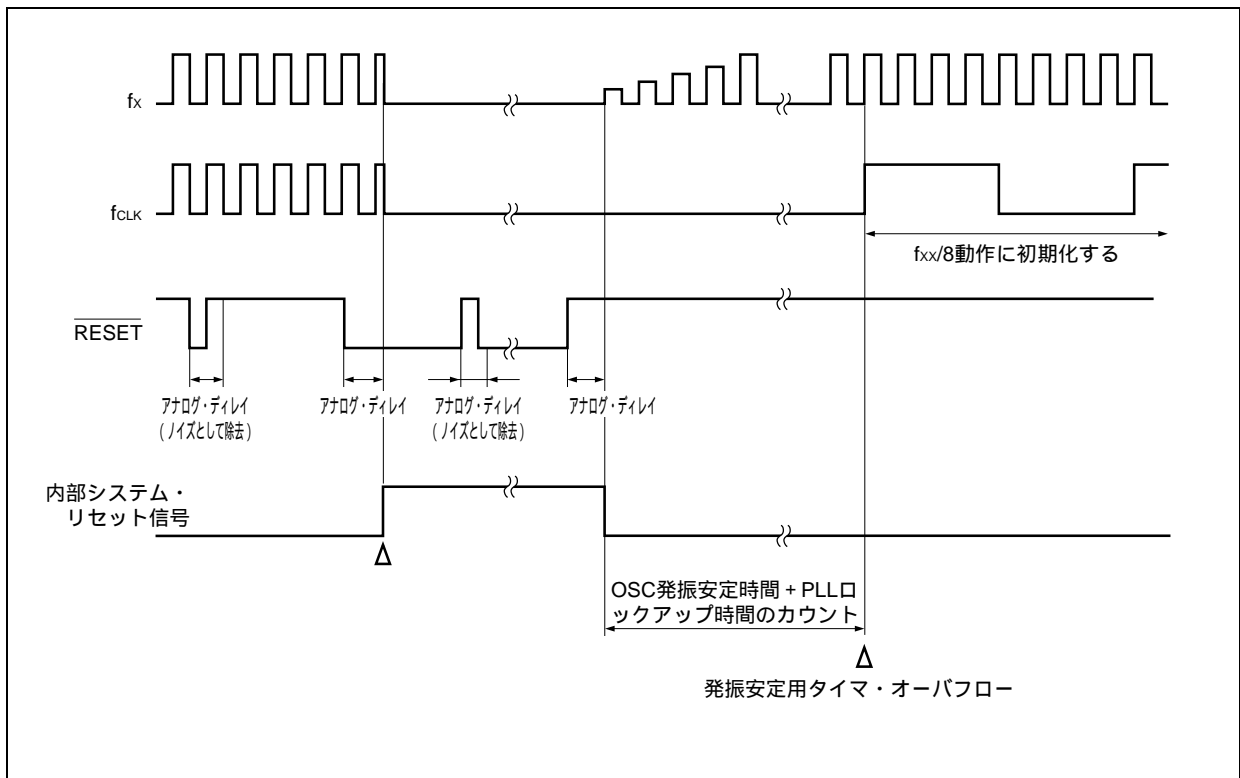 fX
fCLK
fXX/8動作に初期化する
RESET
アナログ・ディレイ
(ノイズとして除去)
アナログ・ディレイ
アナログ・ディレイ
(ノイズとして除去)
アナログ・ディレイ
内部システム・
リセット信号
OSC発振安定時間 + PLLロ
ックアップ時間のカウント
発振安定用タイマ・オーバフロー